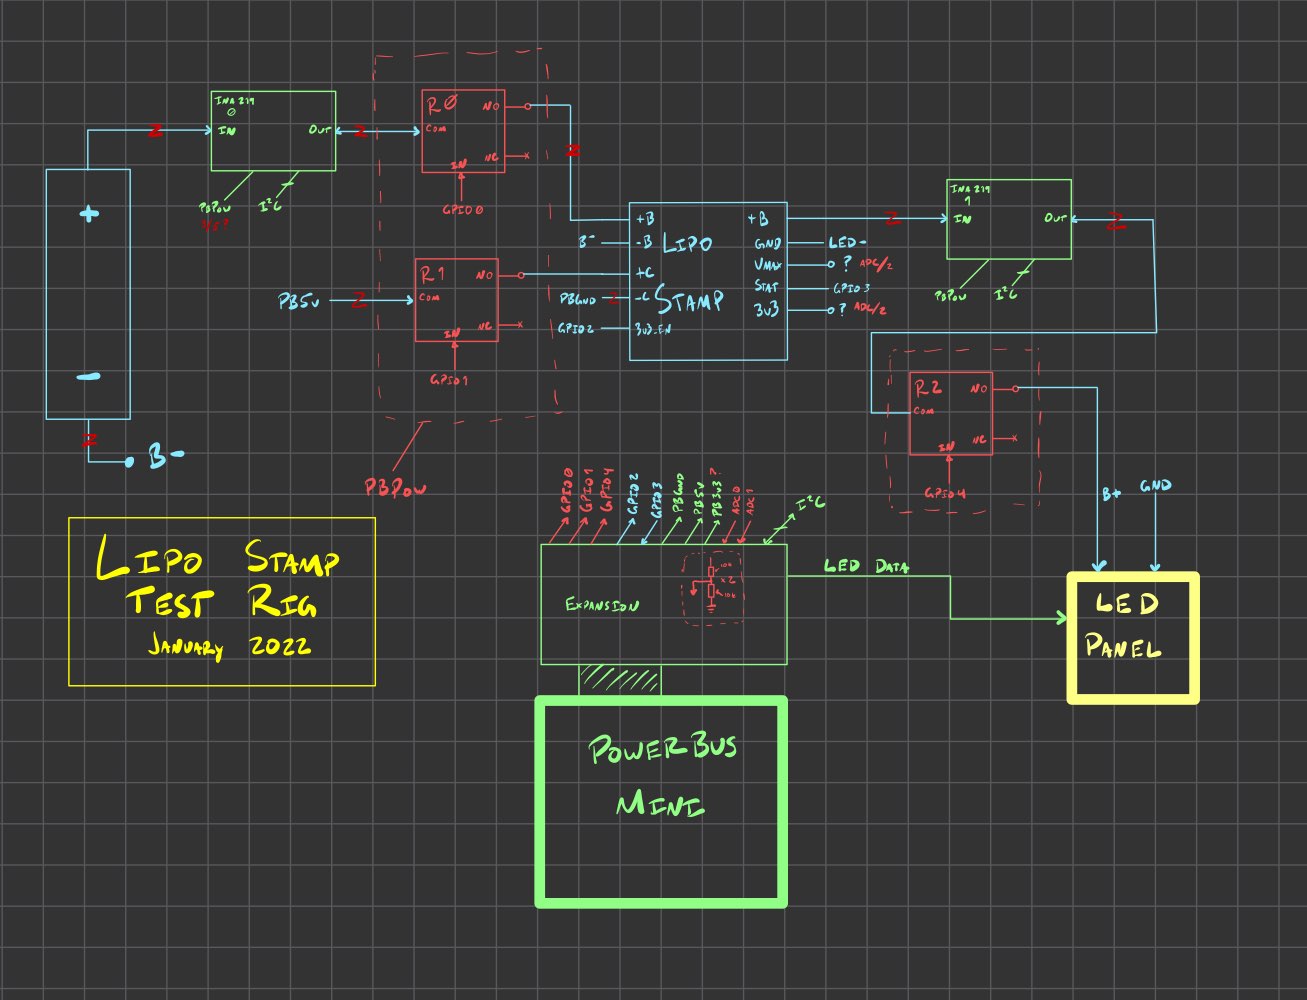 INA 219
0
IN
OUT
PBPOW
I²C
R0
NO
COM
NC
IN
GPIO0
+
-
B-
R1
NO
COM
NC
IN
GPIO1
PB5V
PBPOW
+B
-B
+C
-C
3V3_EN
LIPO
STAMP
+B
GND
VMAX
STAT
3V3
B-
PBGND
GPIO2
LED-
? ADC/2
GPIO3
? ADC/2
INA 219
1
IN
OUT
PBPOW
I²C
R2
NO
COM
NC
IN
GPIO4
B+
GND
LIPO STAMP
TEST RIG
JANUARY 2022
GPIO0
GPIO1
GPIO4
GPIO2
GPIO3
PBGND
PB5V
PB3V3?
ADC0
ADC1
I²C
EXPANSION
10K
X2
10K
LED DATA
LED
PANEL
POWERBUS
MINI